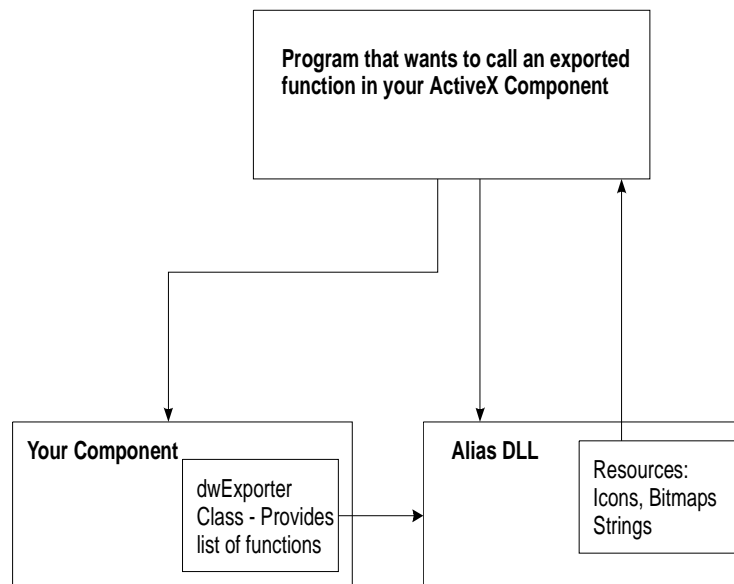 Program that wants to call an exported
function in your ActiveX Component
Your Component
dwExporter
Class - Provides
list of functions
Alias DLL
Resources:
Icons, Bitmaps
Strings